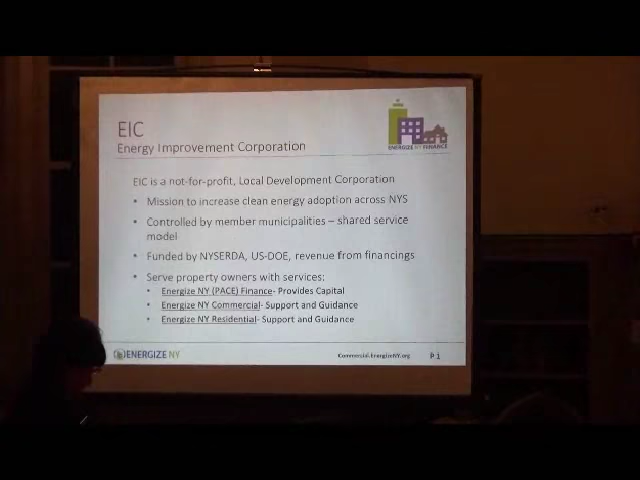 EIC
Energy Improvement Corporation
ENERGIZE NY FINANCE
EIC is a not-for-profit, Local Development Corporation
• Mission to increase clean energy adoption across NYS
• Controlled by member municipalities – shared service
model
• Funded by NYSERDA, US-DOE, revenue from financings
• Serve property owners with services:
• Energize NY (PACE) Finance- Provides Capital
• Energize NY Commercial- Support and Guidance
• Energize NY Residential- Support and Guidance
ENERGIZE NY
Commercial.EnergizeNY.org